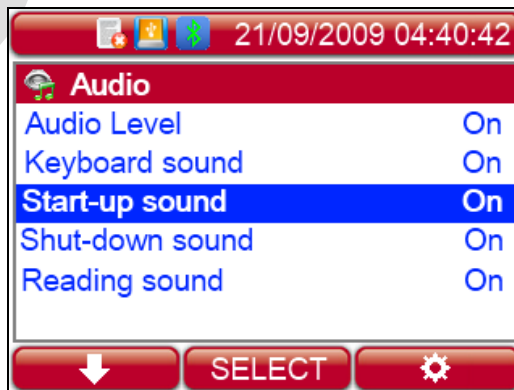 21/09/2009 04:40:42
Audio
Audio Level On
Keyboard sound On
Start-up sound On
Shut-down sound On
Reading sound On
SELECT